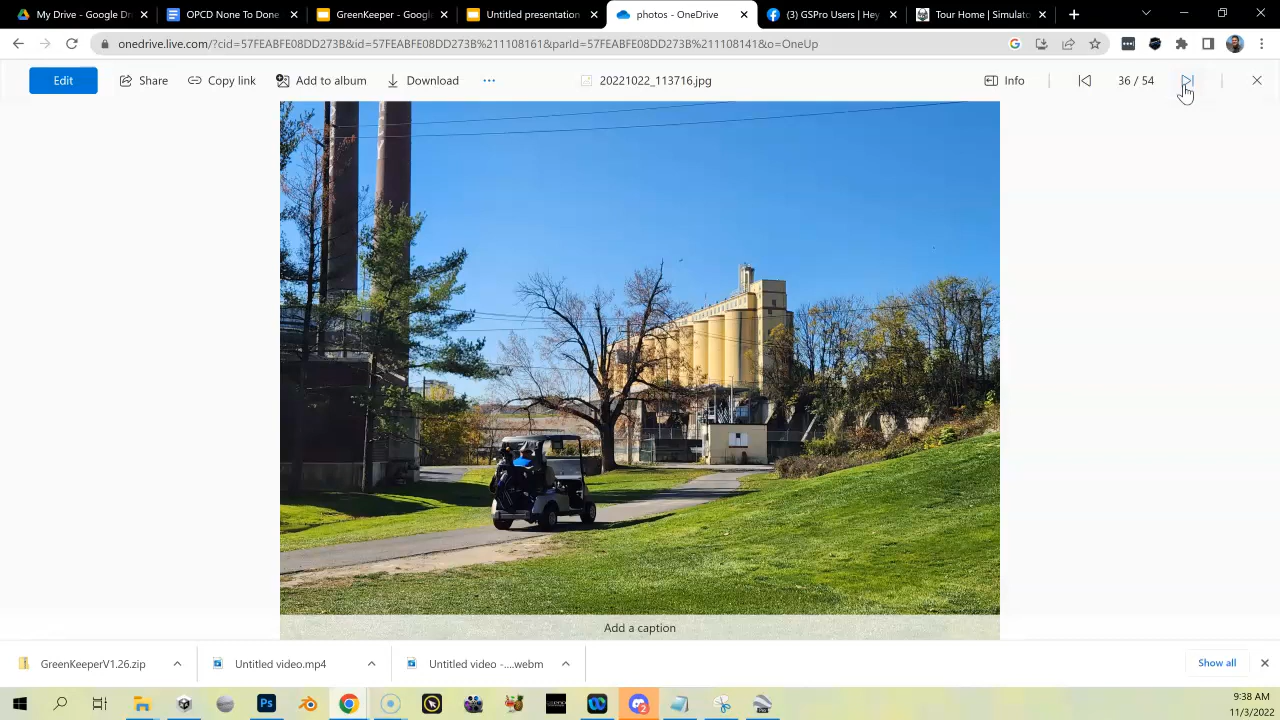 My Drive - Google Dr
OPCD Note To Done
GreenKeeper - Google
Untitled presentation
photos - OneDrive
(3) GSPro Users | Hey
Tour Home | Simulato
onedrive.live.com/?cid=57FEABFE08DD273B&id=57FEABFE08DD273B%211108161&parId=57FEABFE08DD273B%211108141&o=OneUp
Edit
Share
Copy link
Add to album
Download
20211022_113716.jpg
Info
36 / 54
Add a caption
GreenKeeperV1.26.zip
Untitled video.mp4
Untitled video -....webm
Show all
9:38 AM
11/3/2022